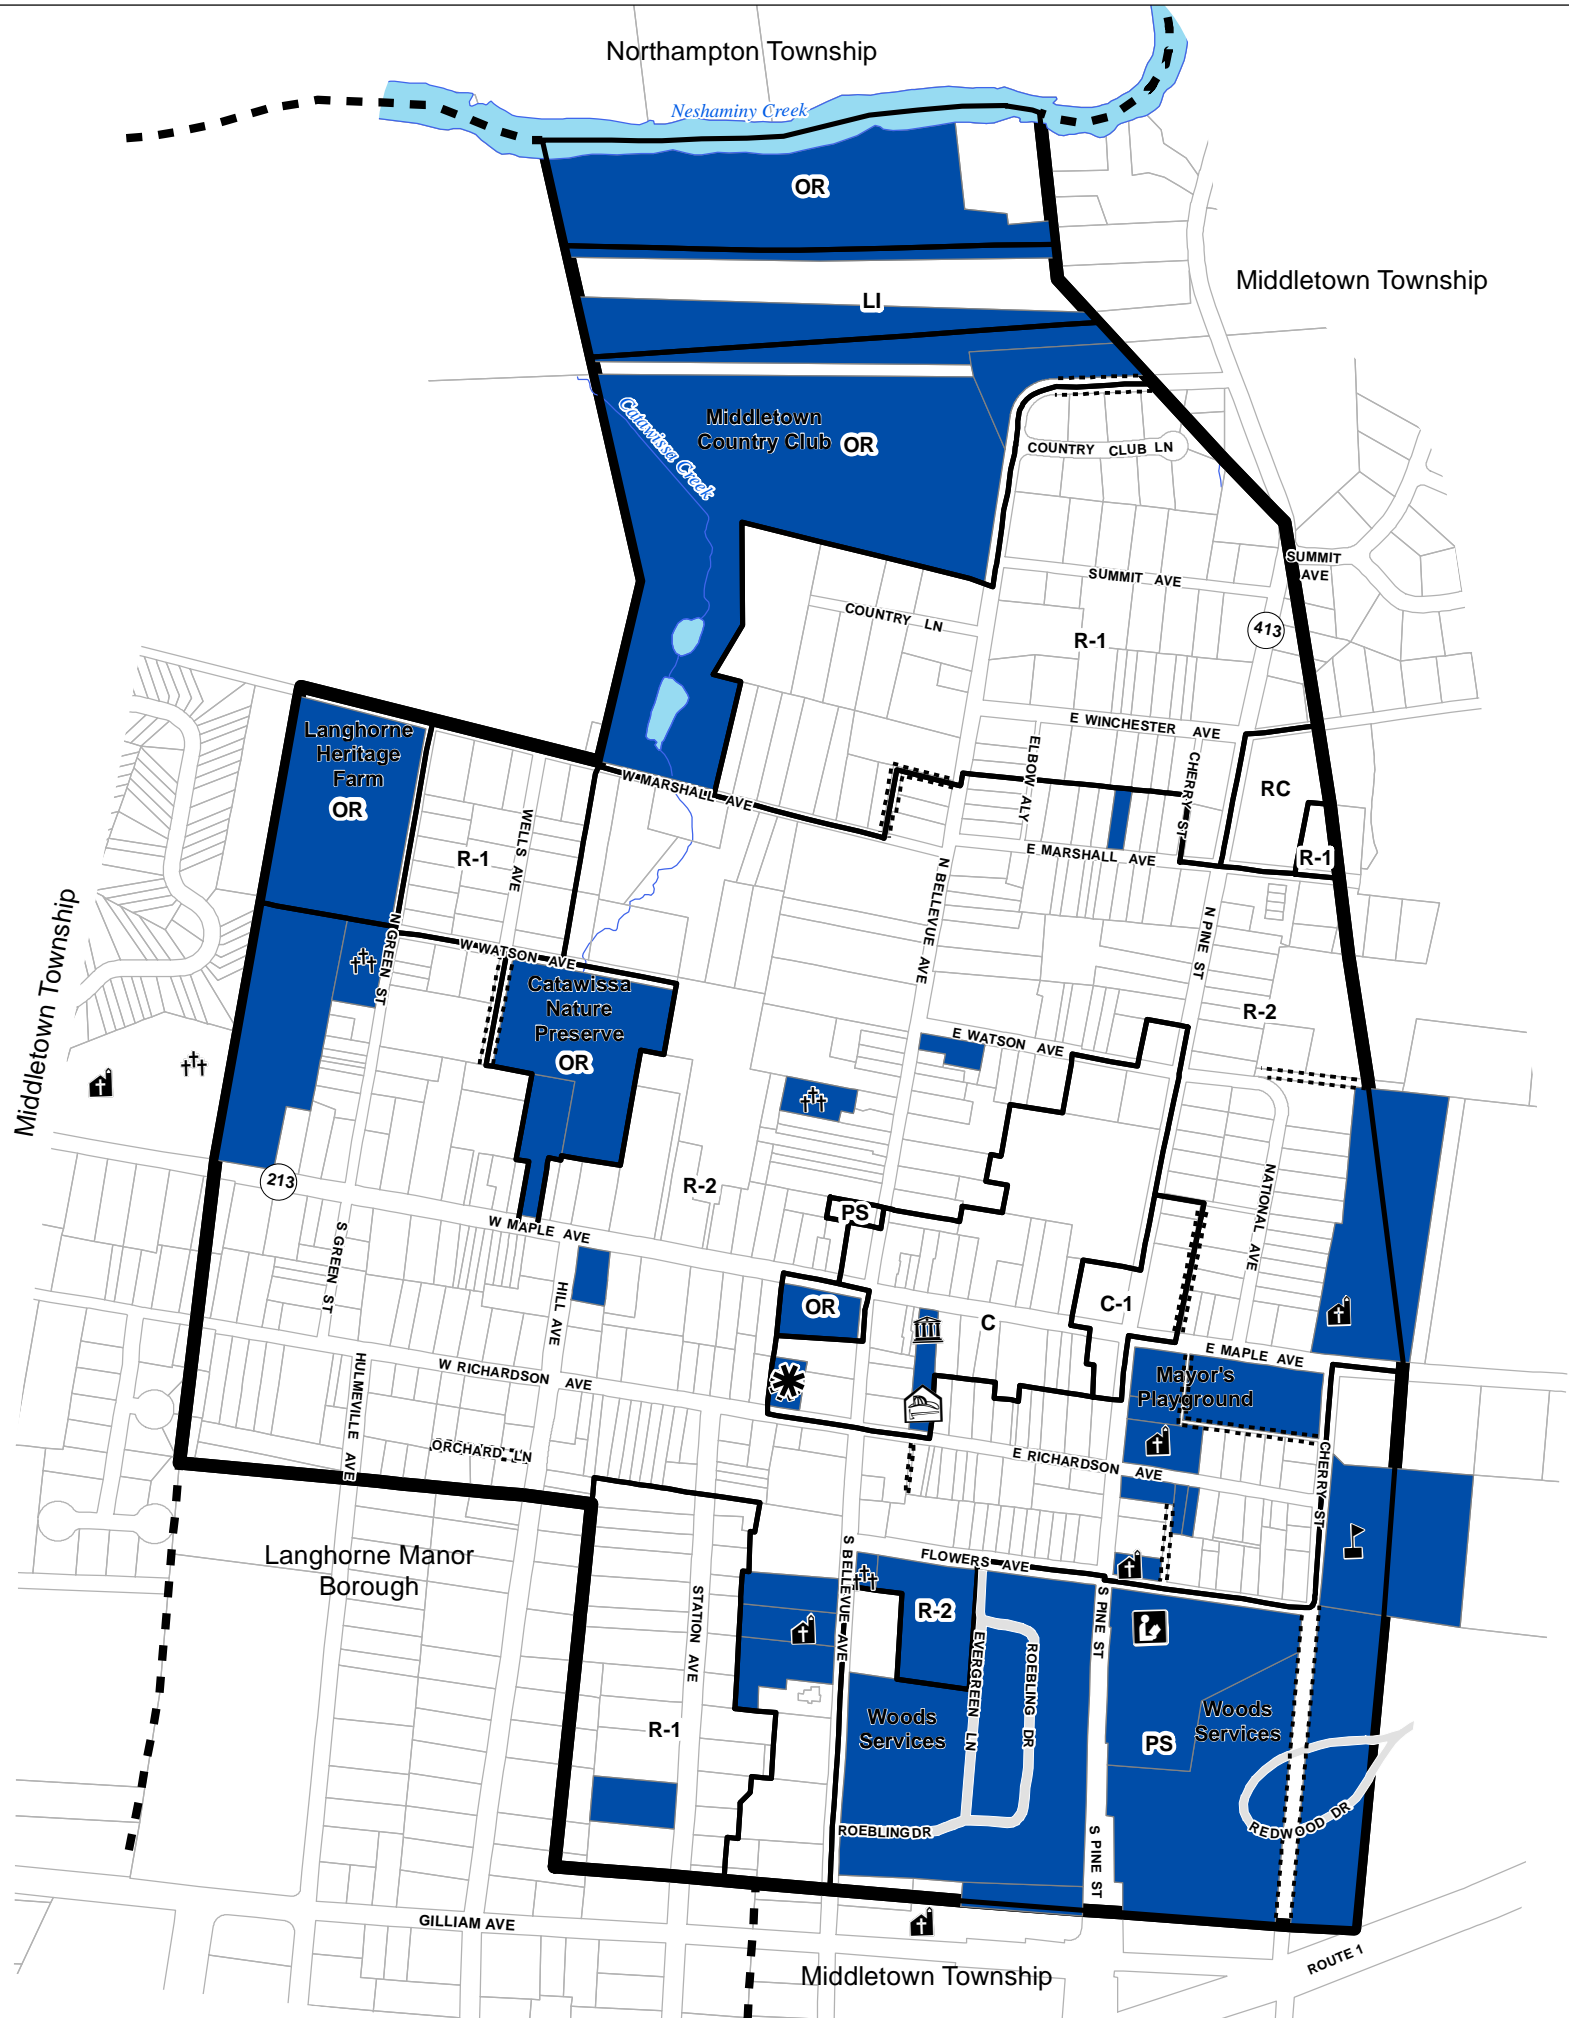 Northampton Township
Neshaminy Creek
OR
Middletown Township
LI
Catawissa Creek
Middletown
Country Club
OR
COUNTRY CLUB LN
SUMMIT
AVE
SUMMIT AVE
COUNTRY LN
R-1
413
Langhorne
Heritage
Farm
OR
E WINCHESTER AVE
ELBOW ALY
CHERRY ST
RC
W MARSHALL AVE
WELLS AVE
R-1
E MARSHALL AVE
R-1
N BELLEVUE AVE
N GREEN ST
N PINE ST
W WATSON AVE
Middletown Township
Catawissa
Nature
Preserve
OR
R-2
E WATSON AVE
213
R-2
NATIONAL AVE
PS
W MAPLE AVE
S GREEN ST
HILL AVE
OR
C
C-1
E MAPLE AVE
W RICHARDSON AVE
HULMEVILLE AVE
Mayor's
Playground
ORCHARD LN
E RICHARDSON AVE
CHERRY ST
Langhorne Manor
Borough
FLOWERS AVE
S BELLEVUE AVE
STATION AVE
R-2
S PINE ST
EVERGREEN LN
ROEBLING DR
Woods
Services
Woods
Services
R-1
PS
ROEBLING DR
REDWOOD DR
S PINE ST
GILLIAM AVE
ROUTE 1
Middletown Township